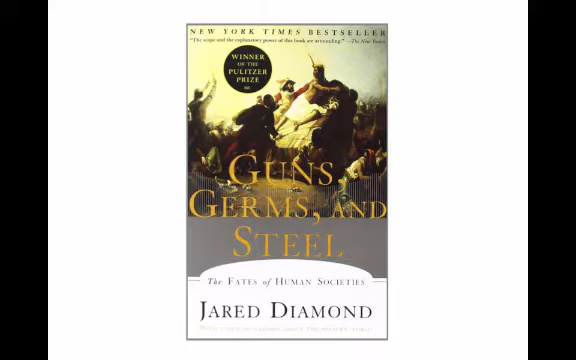 NEW YORK TIMES BESTSELLER
"The scope and the explanatory power of this book are astounding." —The New Yorker
WINNER
OF THE
PULITZER
PRIZE
GUNS,
GERMS, AND
STEEL
The FATES of HUMAN SOCIETIES
JARED DIAMOND